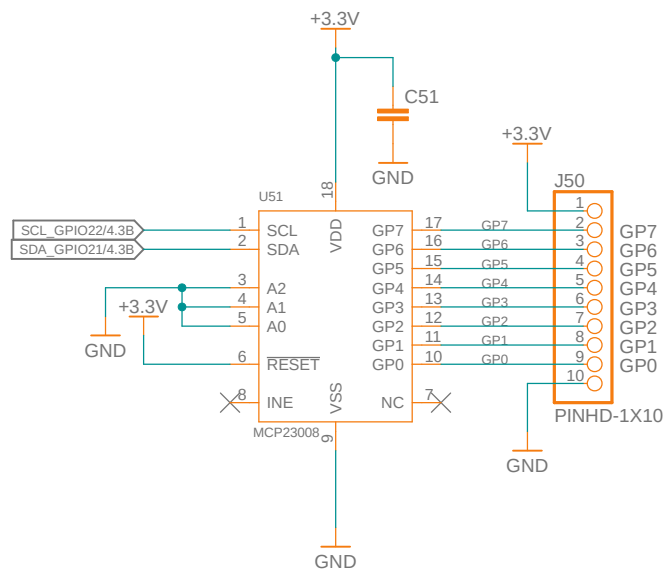 +3.3V
C51
GND
+3.3V
J50
U51
18
VDD
SCL_GPIO22/4.3B 1 SCL GP7 17 GP7 2 GP7
SDA_GPIO21/4.3B 2 SDA GP6 16 GP6 3 GP6
GP5 15 GP5 4 GP5
3 A2 GP4 14 GP4 5 GP4
+3.3V 4 A1 GP3 13 GP3 6 GP3
5 A0 GP2 12 GP2 7 GP2
GND
GP1 11 GP1 8 GP1
6 RESET GP0 10 GP0 9 GP0
1
10
8 INE NC 7
VSS
PINHD-1X10
MCP23008
9
GND
GND